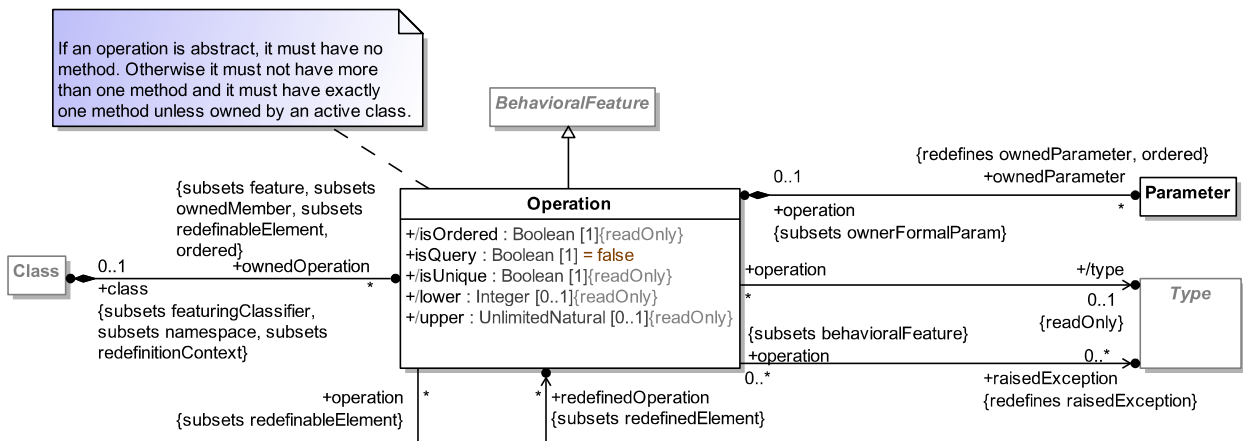 If an operation is abstract, it must have no
method. Otherwise it must not have more
than one method and it must have exactly
one method unless owned by an active class.
BehavioralFeature
{redefines ownedParameter, ordered}
0..1
+ownedParameter
Parameter
*
+operation
{subsets ownerFormalParam}
{subsets feature, subsets
ownedMember, subsets
redefinableElement,
ordered}
Operation
+/isOrdered : Boolean [1]{readOnly}
+isQuery : Boolean [1] = false
+/isUnique : Boolean [1]{readOnly}
+/lower : Integer [0..1]{readOnly}
+/upper : UnlimitedNatural [0..1]{readOnly}
Class
0..1
+ownedOperation
+class
*
{subsets featuringClassifier,
subsets namespace, subsets
redefinitionContext}
+operation
+/type
*
0..1
{readOnly}
Type
{subsets behavioralFeature}
+operation
0..*
0..*
+raisedException
{redefines raisedException}
+operation
*
{subsets redefinableElement}
*
+redefinedOperation
{subsets redefinedElement}